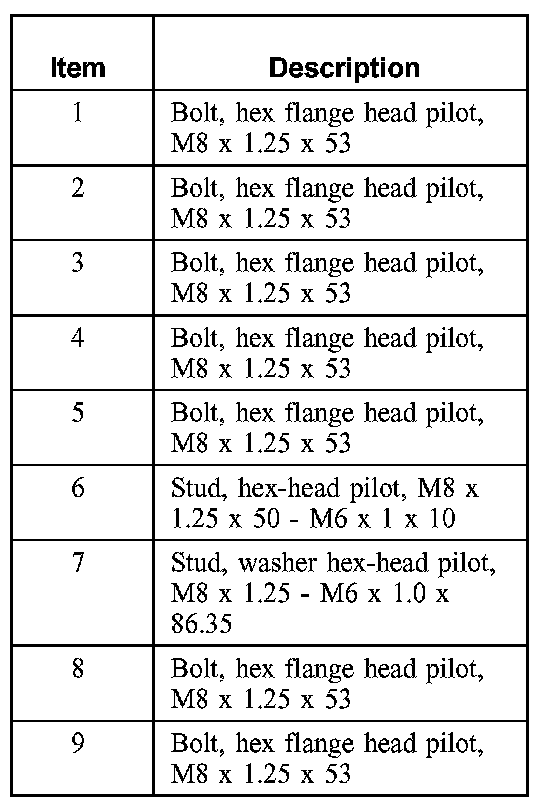 Item Description
1 Bolt, hex flange head pilot,
M8 x 1.25 x 53
2 Bolt, hex flange head pilot,
M8 x 1.25 x 53
3 Bolt, hex flange head pilot,
M8 x 1.25 x 53
4 Bolt, hex flange head pilot,
M8 x 1.25 x 53
5 Bolt, hex flange head pilot,
M8 x 1.25 x 53
6 Stud, hex-head pilot, M8 x
1.25 x 50 - M6 x 1 x 10
7 Stud, washer hex-head pilot,
M8 x 1.25 - M6 x 1.0 x
86.35
8 Bolt, hex flange head pilot,
M8 x 1.25 x 53
9 Bolt, hex flange head pilot,
M8 x 1.25 x 53